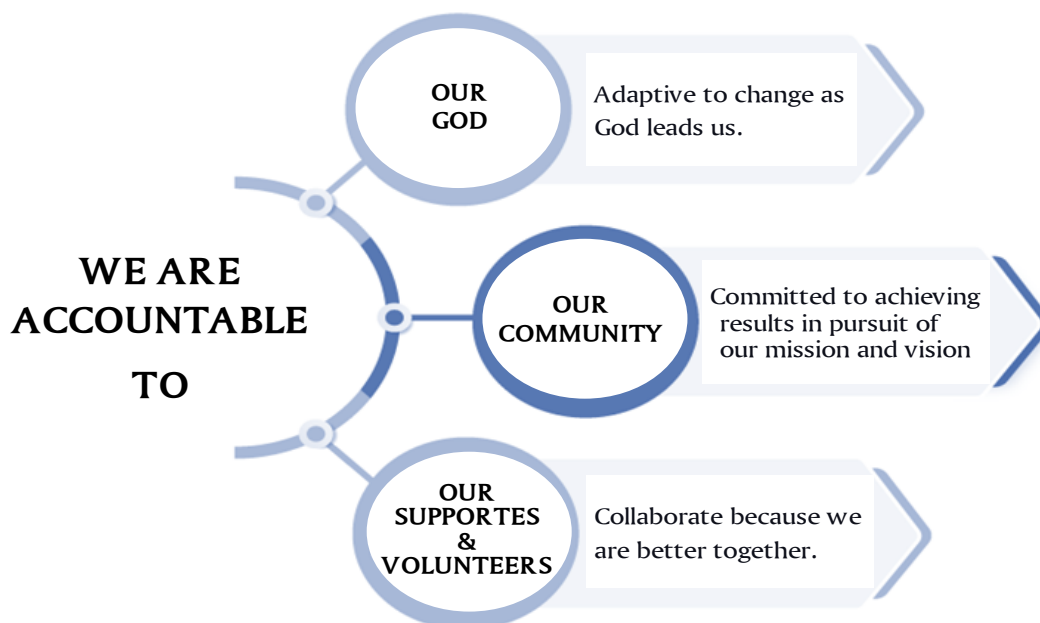 WE ARE
ACCOUNTABLE
TO
OUR
GOD
Adaptive to change as
God leads us.
OUR
COMMUNITY
Committed to achieving
results in pursuit of
our mission and vision
OUR
SUPPORTES
&
VOLUNTEERS
Collaborate because we
are better together.